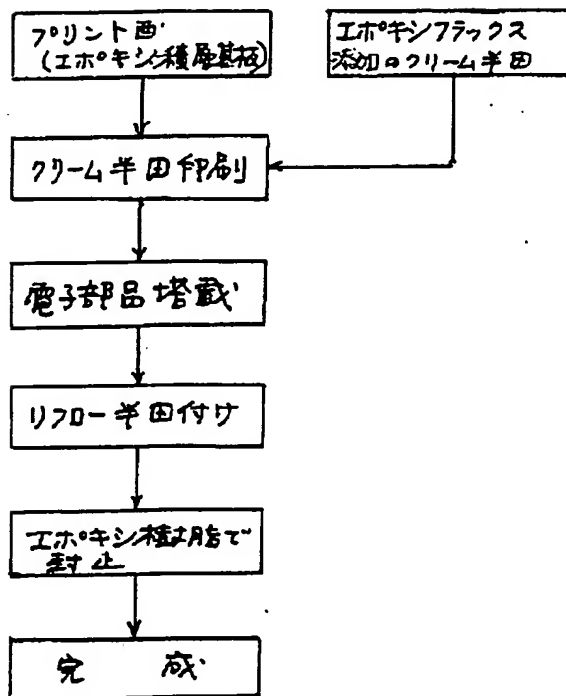 プリント画
(エポキシ積層基板)
エポキシフラックス
添加のクリーム半田
クリーム半田印刷
電子部品塔載
リフロー半田付け
エポキシ樹脂で
封止
完成